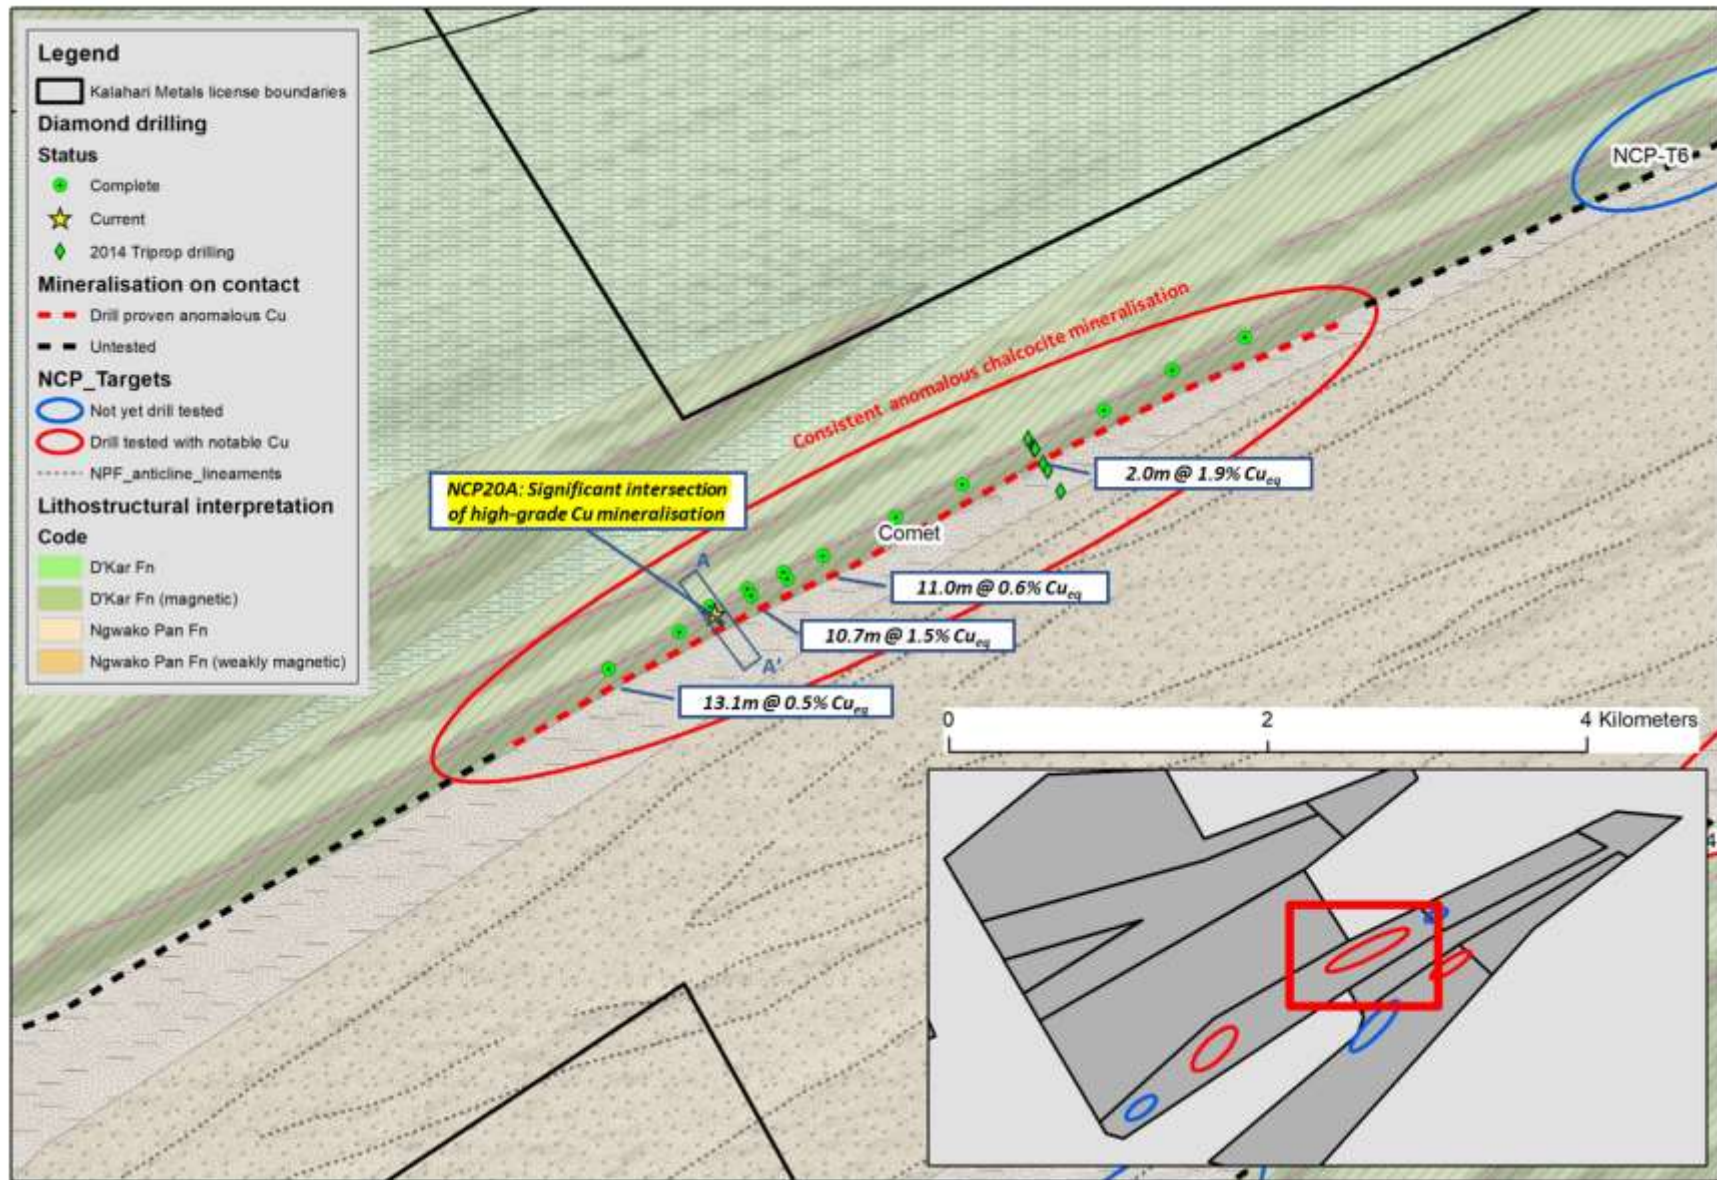 Legend
Kalahari Metals license boundaries
Diamond drilling
Status
Complete
Current
2014 Triprop drilling
Mineralisation on contact
Drill proven anomalous Cu
Untested
NCP_Targets
Not yet drill tested
Drill tested with notable Cu
NPF_anticline_lineaments
Lithostructural interpretation
Code
D'Kar Fn
D'Kar Fn (magnetic)
Ngwako Pan Fn
Ngwako Pan Fn (weakly magnetic)
NCP-T6
Consistent anomalous chalcocite mineralisation
2.0m @ 1.9% Cueq
NCP20A: Significant intersection
of high-grade Cu mineralisation
Comet
A
11.0m @ 0.6% Cueq
10.7m @ 1.5% Cueq
A'
13.1m @ 0.5% Cueq
0 2 4 Kilometers
4